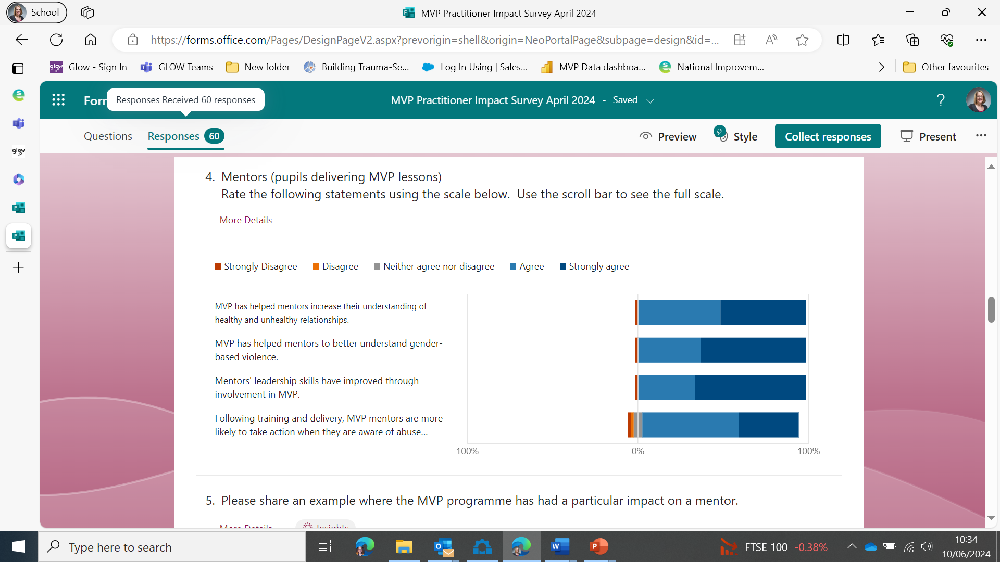 School
MVP Practitioner Impact Survey April 2024
https://forms.office.com/Pages/DesignPageV2.aspx?prevorigin=shell&origin=NeoPortalPage&subpage=design&id=...
Glow - Sign In
GLOW Teams
New folder
Building Trauma-Se...
Log In Using | Sales...
MVP Data dashboa...
National Improvem...
Other favourites
Responses Received 60 responses
MVP Practitioner Impact Survey April 2024 - Saved
Questions
Responses 60
Preview
Style
Collect responses
Present
4. Mentors (pupils delivering MVP lessons)
Rate the following statements using the scale below. Use the scroll bar to see the full scale.
More Details
Strongly Disagree Disagree Neither agree nor disagree Agree Strongly agree
MVP has helped mentors increase their understanding of
healthy and unhealthy relationships.
MVP has helped mentors to better understand gender-
based violence.
Mentors' leadership skills have improved through
involvement in MVP.
Following training and delivery, MVP mentors are more
likely to take action when they are aware of abuse...
100% 0% 100%
5. Please share an example where the MVP programme has had a particular impact on a mentor.
More Details Insights
Type here to search
FTSE 100 -0.38%
10:34
10/06/2024